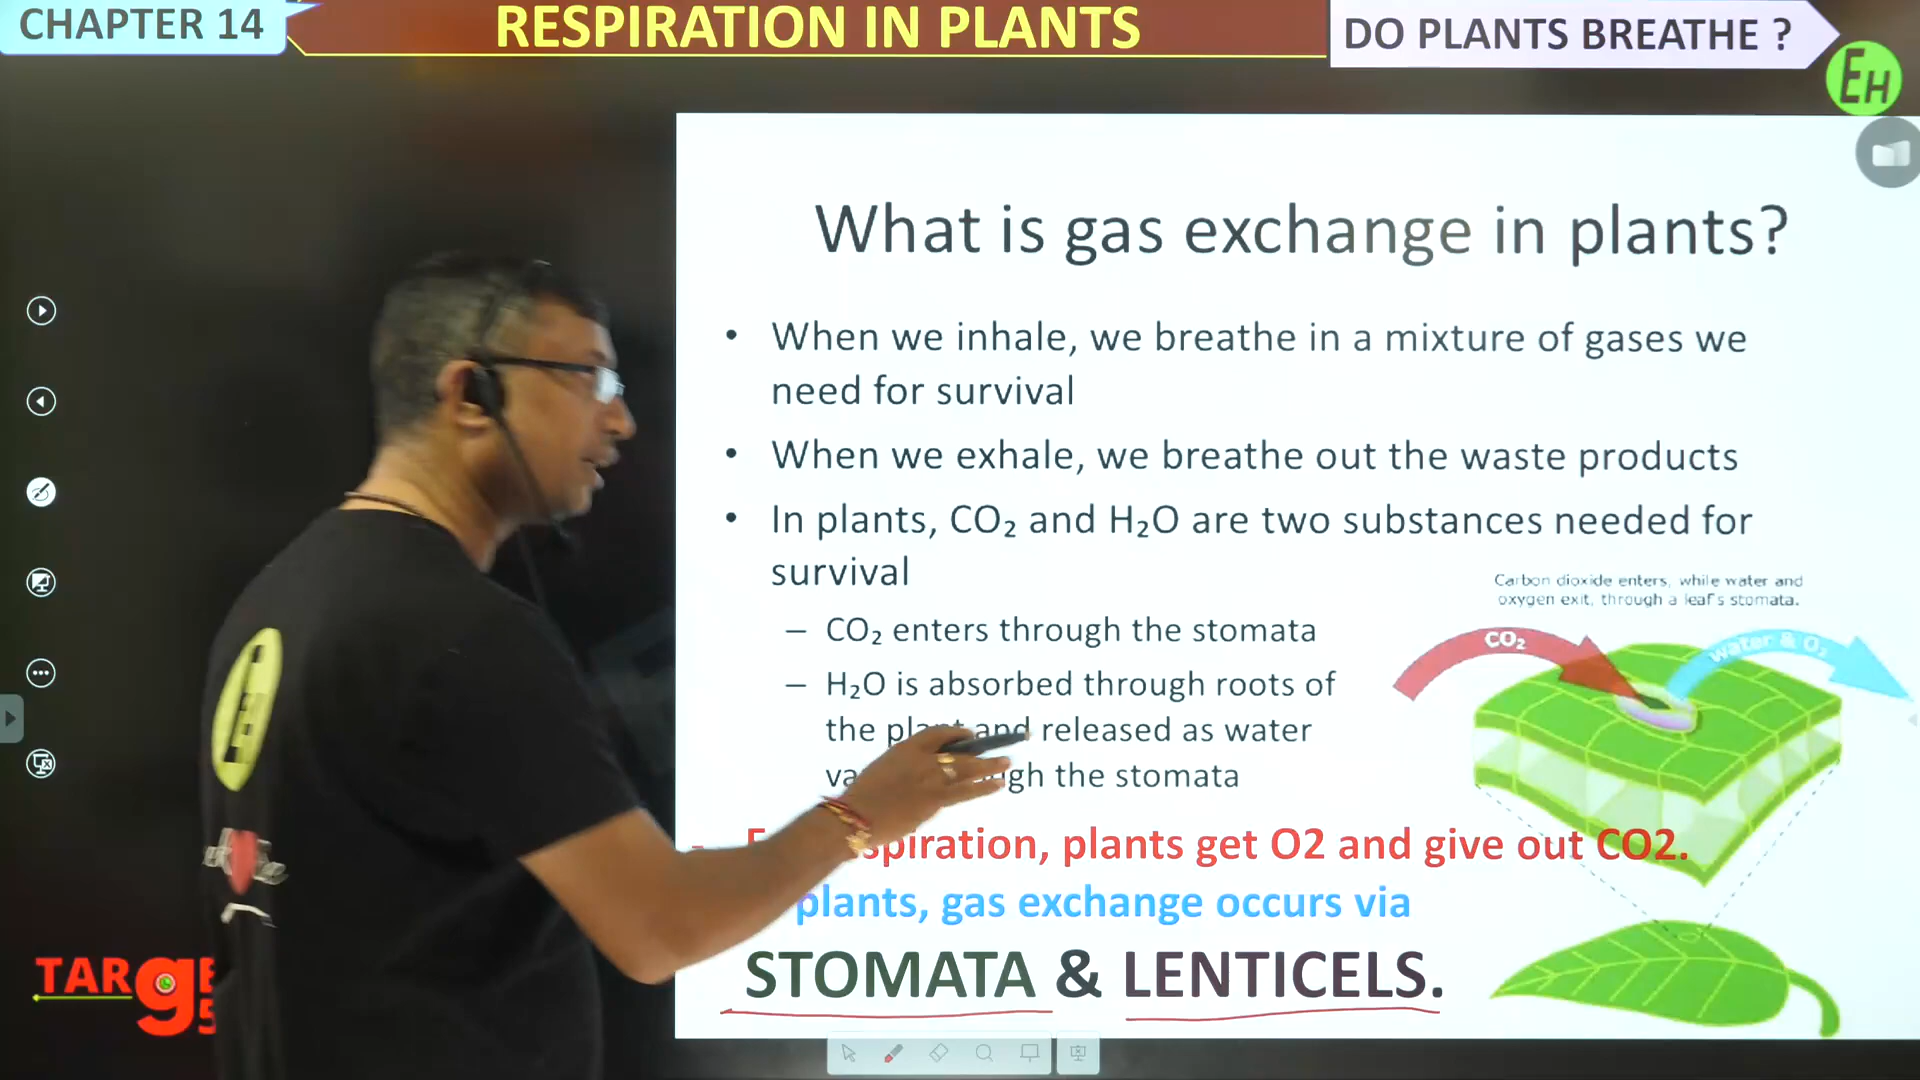 CHAPTER 14
RESPIRATION IN PLANTS
DO PLANTS BREATHE ?
EH
What is gas exchange in plants?
• When we inhale, we breathe in a mixture of gases we
need for survival
• When we exhale, we breathe out the waste products
• In plants, CO₂ and H₂O are two substances needed for
survival
Carbon dioxide enters, while water and
oxygen exit, through a leaf's stomata.
CO₂
water & O₂
– CO₂ enters through the stomata
– H₂O is absorbed through roots of
the plant and released as water
the stomata
plants get O2 and give out CO2.
plants, gas exchange occurs via
STOMATA & LENTICELS.
TARGE